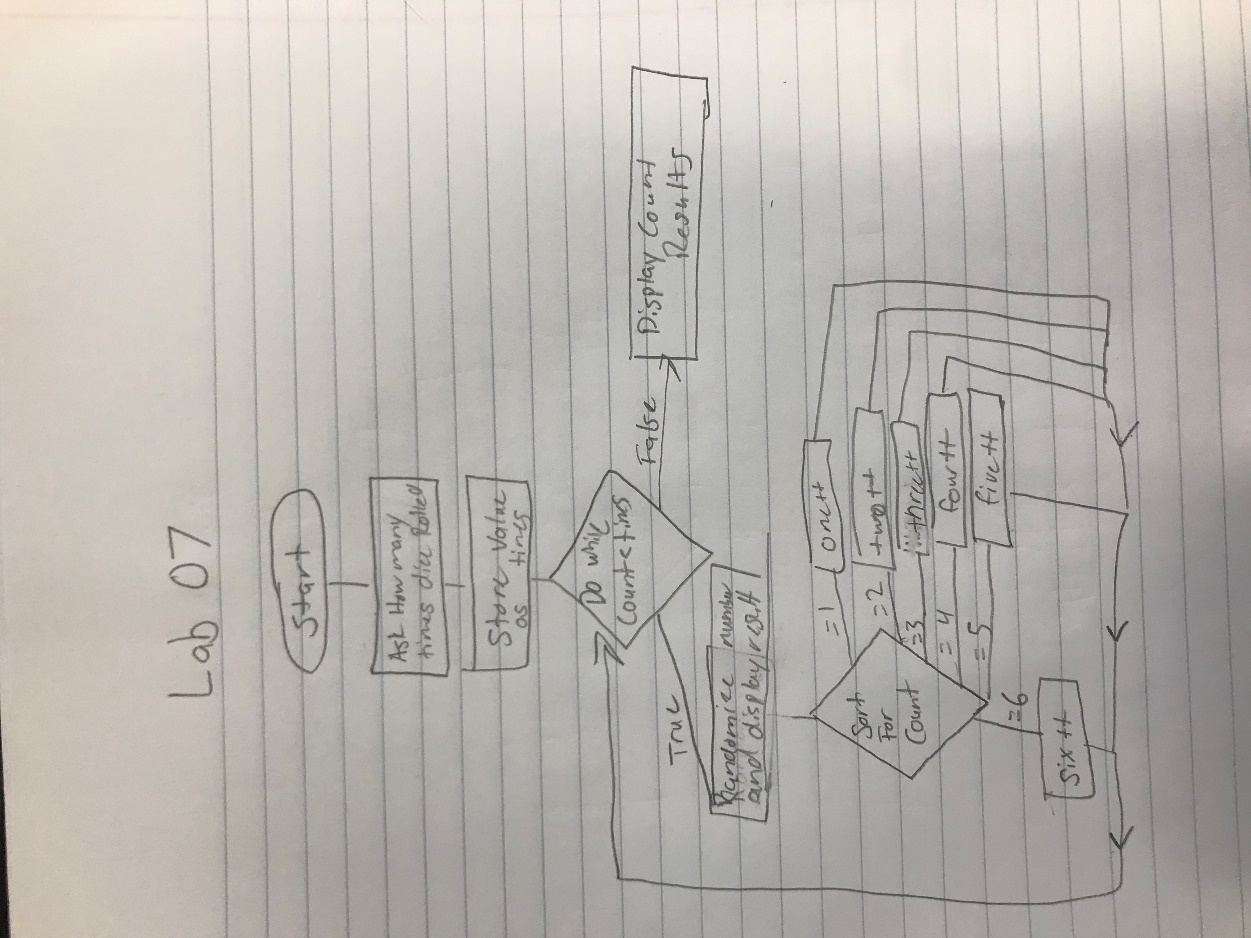 Lab 07
Start
Ask How many
times dice Rolled
Store Value
as times
Do while
Count≤times
False
Display Count
Results
True
Randomize number
and display result
Sort
For
Count
=1
one++
=2
two++
=3
three++
=4
four++
=5
five++
=6
six++